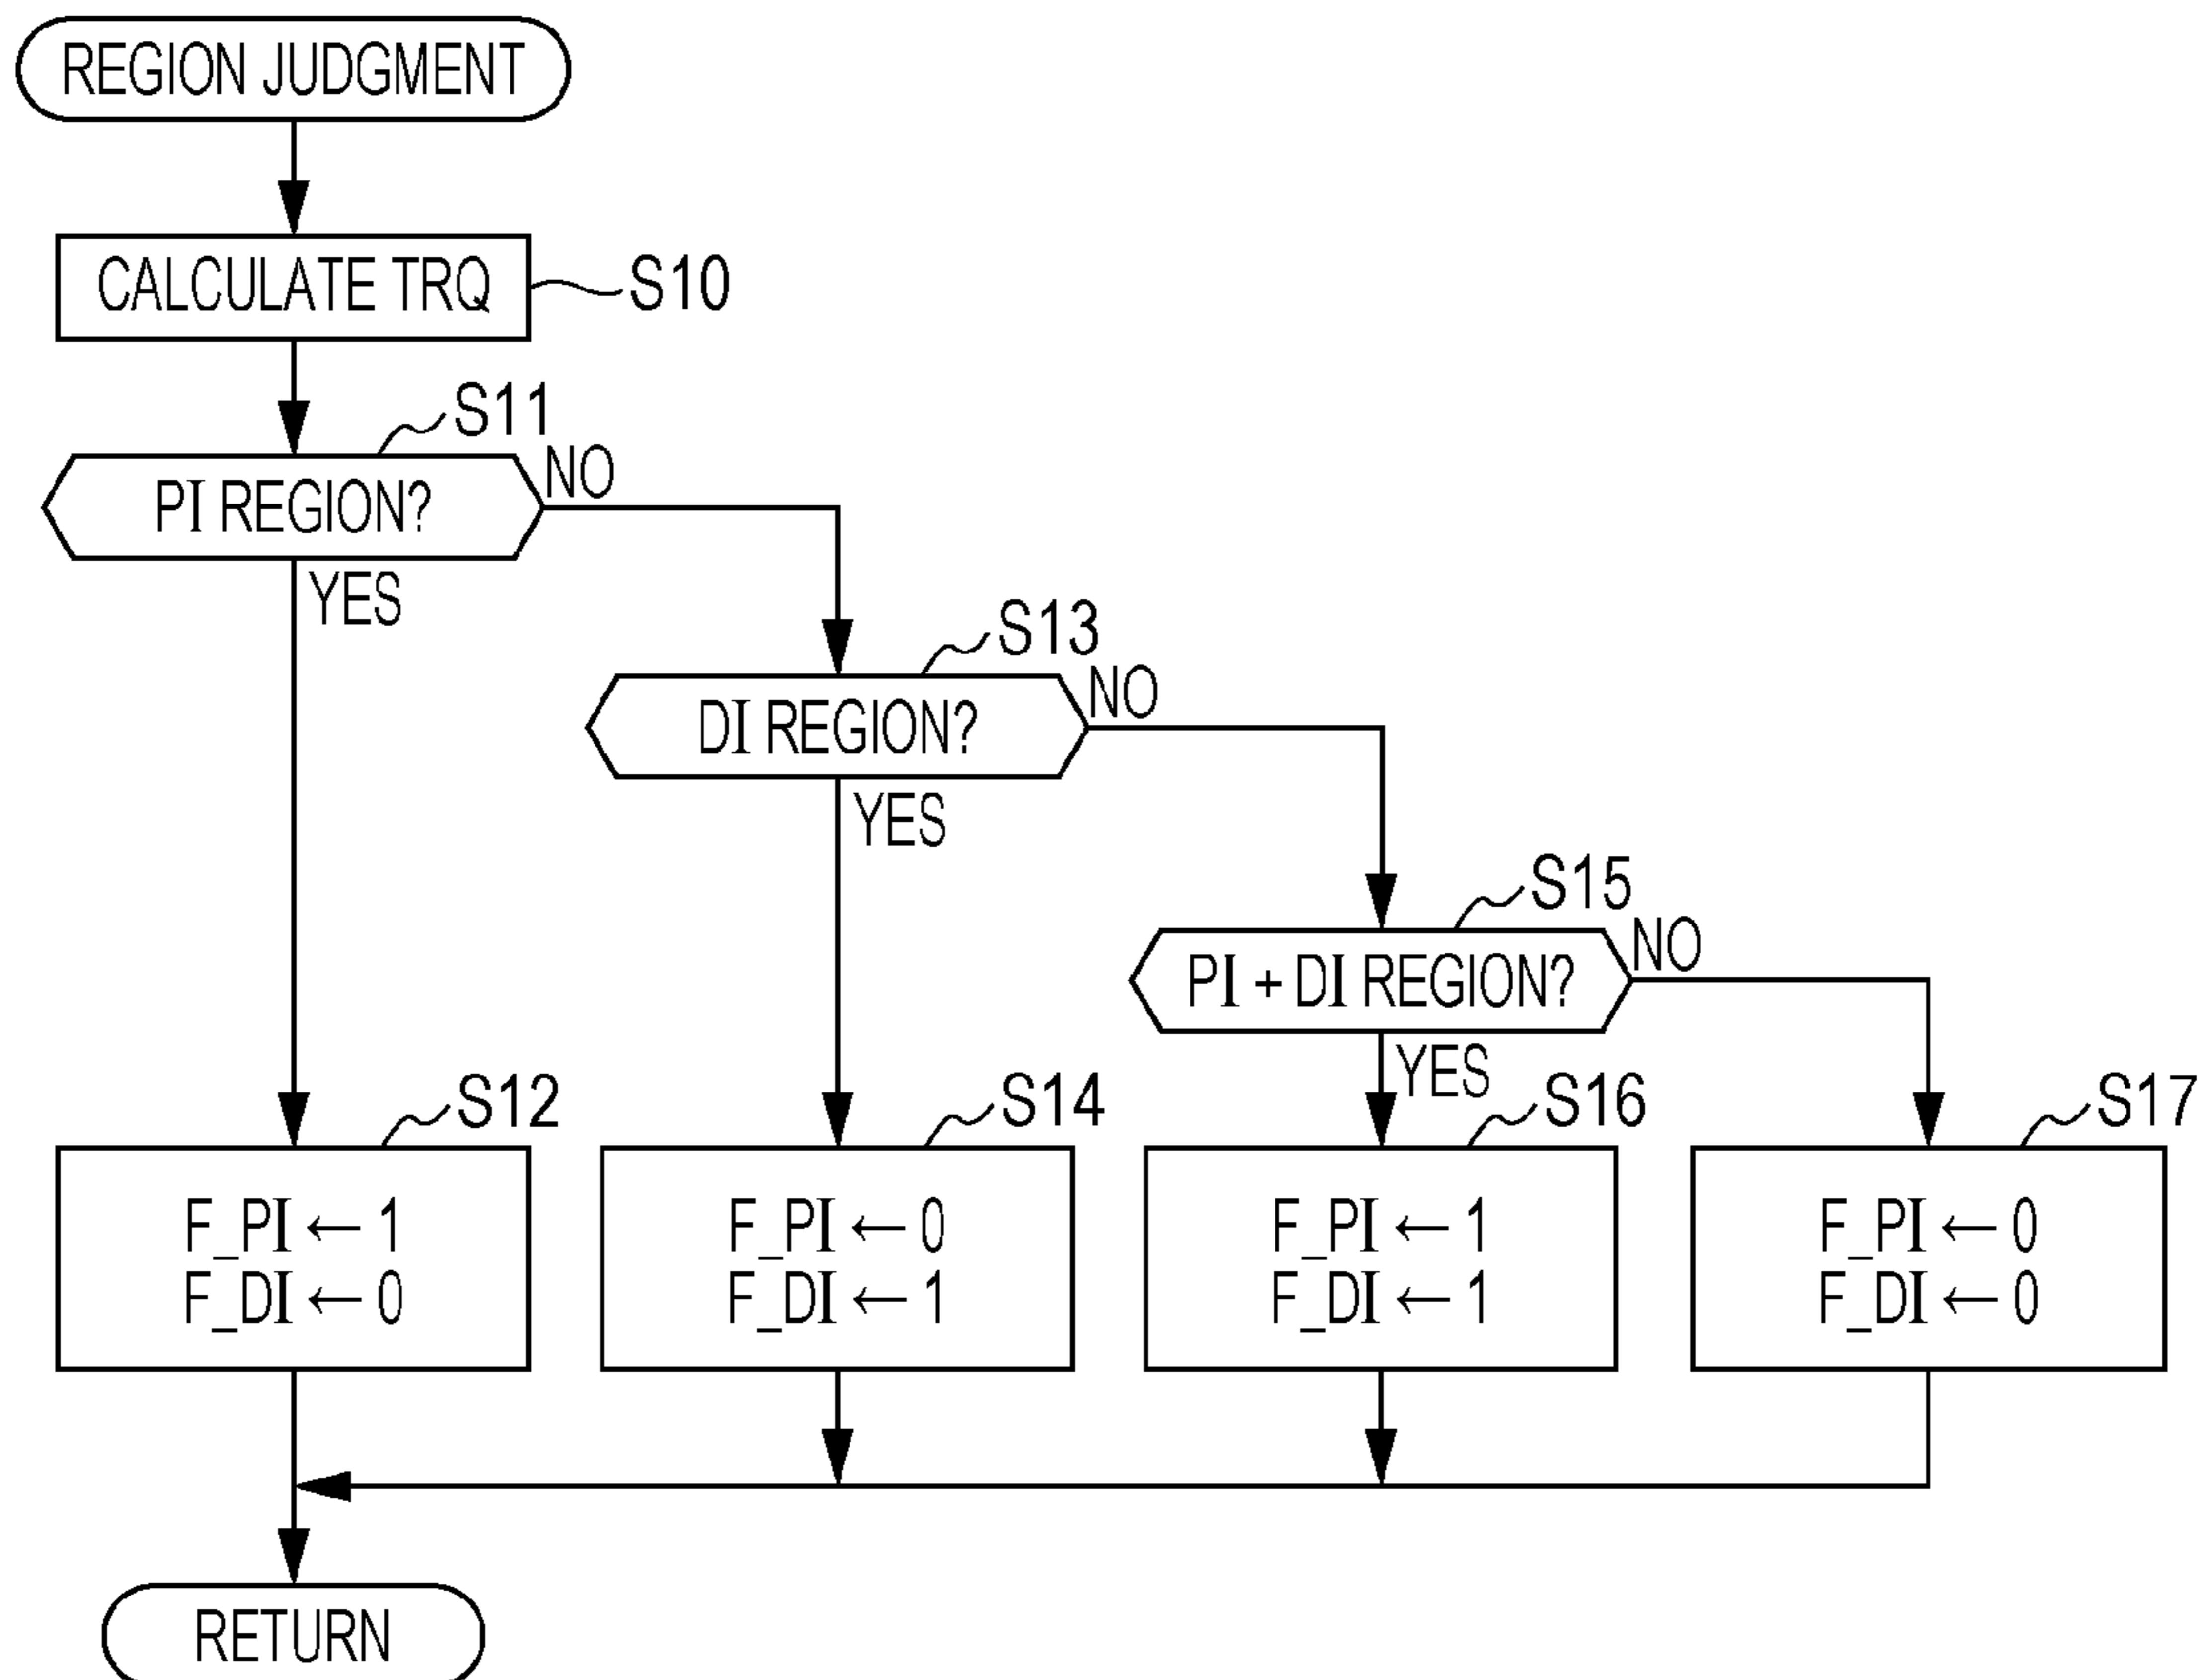 REGION JUDGMENT
CALCULATE TRQ
S10
S11
PI REGION?
NO
YES
S13
DI REGION?
NO
YES
S15
PI + DI REGION?
NO
YES
S12
F_PI ← 1
F_DI ← 0
S14
F_PI ← 0
F_DI ← 1
S16
F_PI ← 1
F_DI ← 1
S17
F_PI ← 0
F_DI ← 0
RETURN